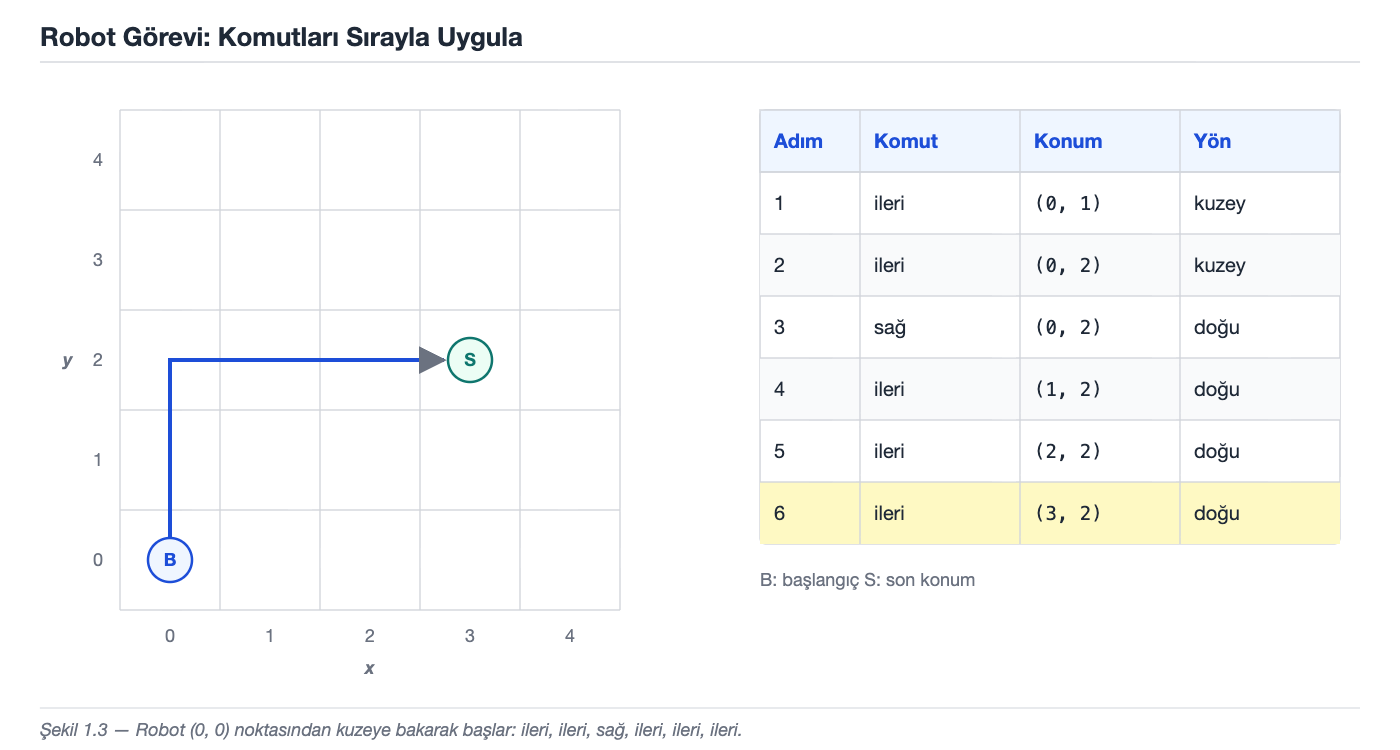 Robot Görevi: Komutları Sırayla Uygula
4
3
y 2
1
0
B
S
0 1 2 3 4
x
Adım Komut Konum Yön
1 ileri (0, 1) kuzey
2 ileri (0, 2) kuzey
3 sağ (0, 2) doğu
4 ileri (1, 2) doğu
5 ileri (2, 2) doğu
6 ileri (3, 2) doğu
B: başlangıç S: son konum
Şekil 1.3 — Robot (0, 0) noktasından kuzeye bakarak başlar: ileri, ileri, sağ, ileri, ileri, ileri.